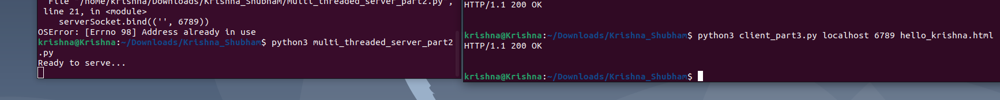 File "/home/krishna/Downloads/Krishna_Shubham/multi_threaded_server_part2.py",
line 21, in <module>
serverSocket.bind(('', 6789))
OSError: [Errno 98] Address already in use
krishna@Krishna:~/Downloads/Krishna_Shubham$ python3 multi_threaded_server_part2
.py
Ready to serve...
HTTP/1.1 200 OK
krishna@Krishna:~/Downloads/Krishna_Shubham$ python3 client_part3.py localhost 6789 hello_krishna.html
HTTP/1.1 200 OK
krishna@Krishna:~/Downloads/Krishna_Shubham$